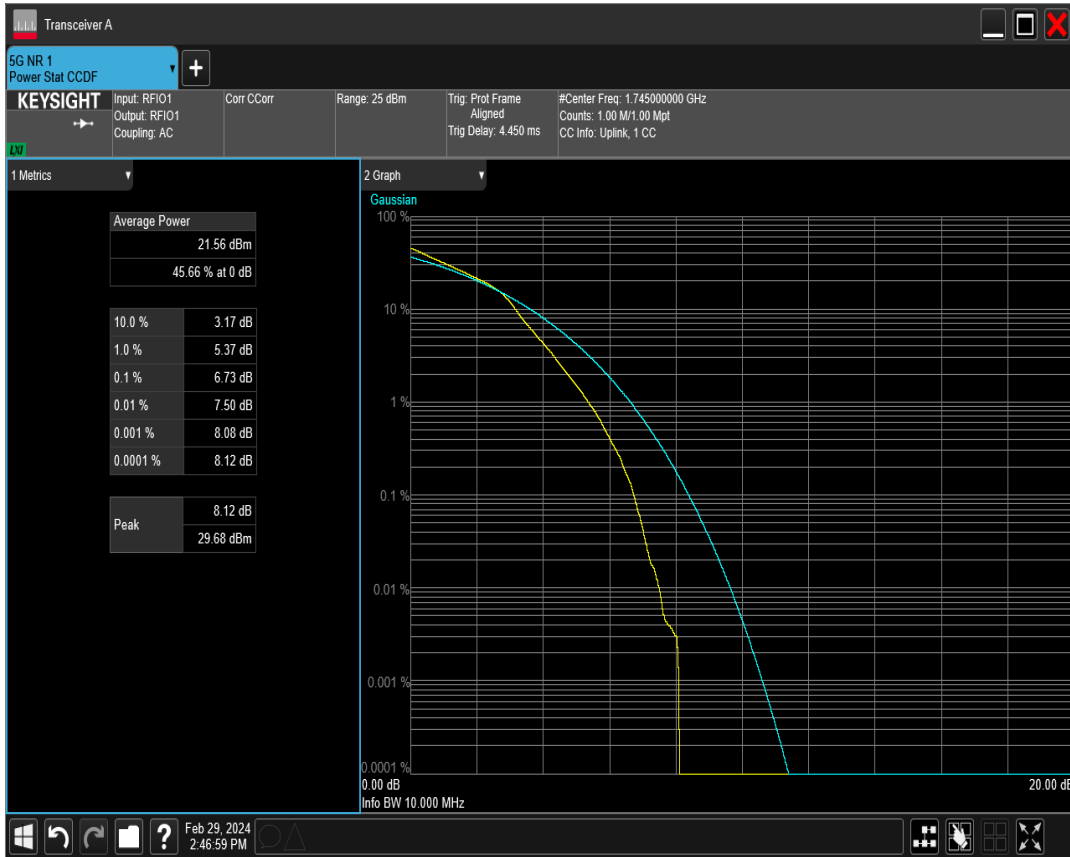 Transceiver A
5G NR 1
Power Stat CCDF
+
KEYSIGHT
LXI
Input: RFIO1
Output: RFIO1
Coupling: AC
Corr CCorr
Range: 25 dBm
Trig: Prot Frame
Aligned
Trig Delay: 4.450 ms
#Center Freq: 1.745000000 GHz
Counts: 1.00 M/1.00 Mpt
CC Info: Uplink, 1 CC
1 Metrics
Average Power
21.56 dBm
45.66 % at 0 dB
10.0 % 3.17 dB
1.0 % 5.37 dB
0.1 % 6.73 dB
0.01 % 7.50 dB
0.001 % 8.08 dB
0.0001 % 8.12 dB
Peak 8.12 dB
29.68 dBm
2 Graph
Gaussian
100 %
10 %
1 %
0.1 %
0.01 %
0.001 %
0.0001 %
0.00 dB 20.00 dB
Info BW 10.000 MHz
?
Feb 29, 2024
2:46:59 PM